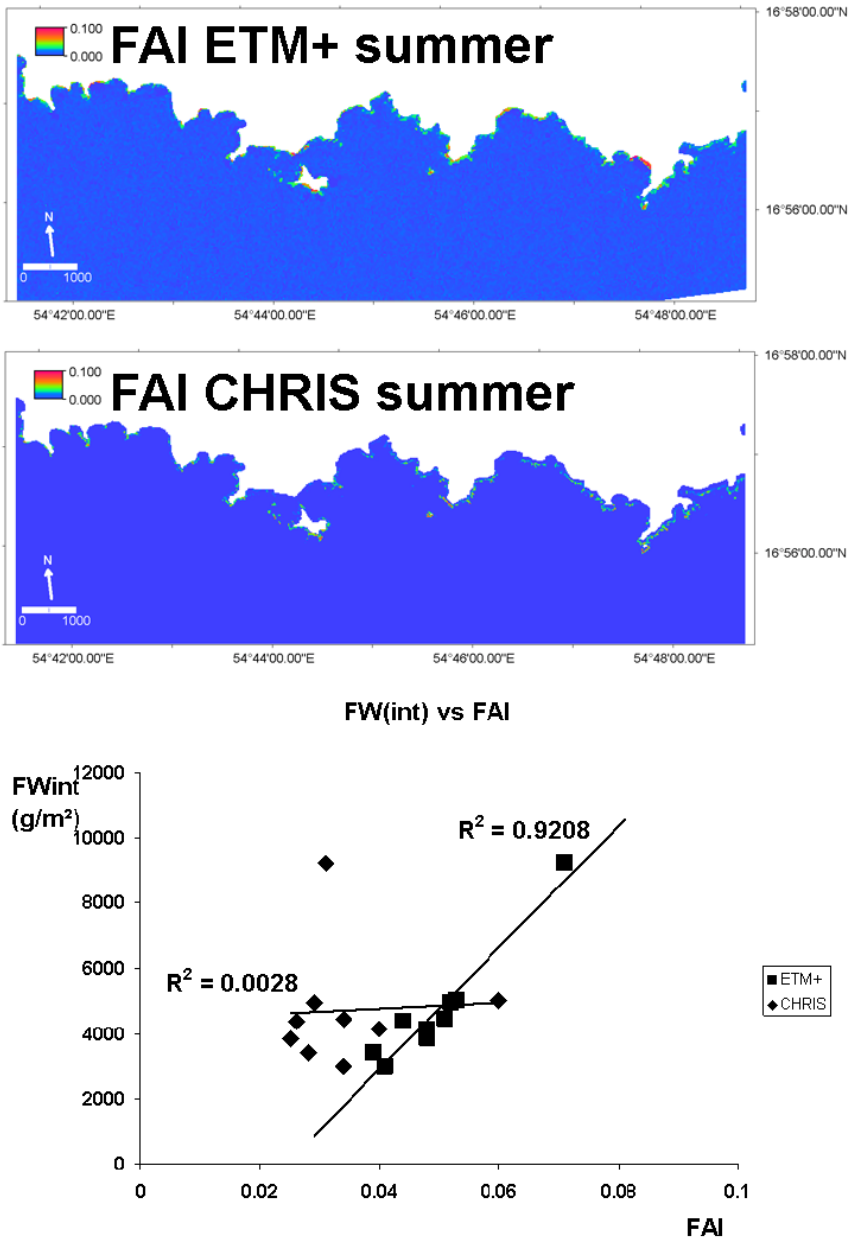 0.100
0.000
FAI ETM+ summer
16°58'00.00"N
16°56'00.00"N
N
0 1000
54°42'00.00"E 54°44'00.00"E 54°46'00.00"E 54°48'00.00"E
0.100
0.000
FAI CHRIS summer
16°58'00.00"N
16°56'00.00"N
N
0 1000
54°42'00.00"E 54°44'00.00"E 54°46'00.00"E 54°48'00.00"E
FW(int) vs FAI
FWint
(g/m²)
12000
10000
8000
6000
4000
2000
0
R² = 0.9208
R² = 0.0028
ETM+
CHRIS
0 0.02 0.04 0.06 0.08 0.1
FAI